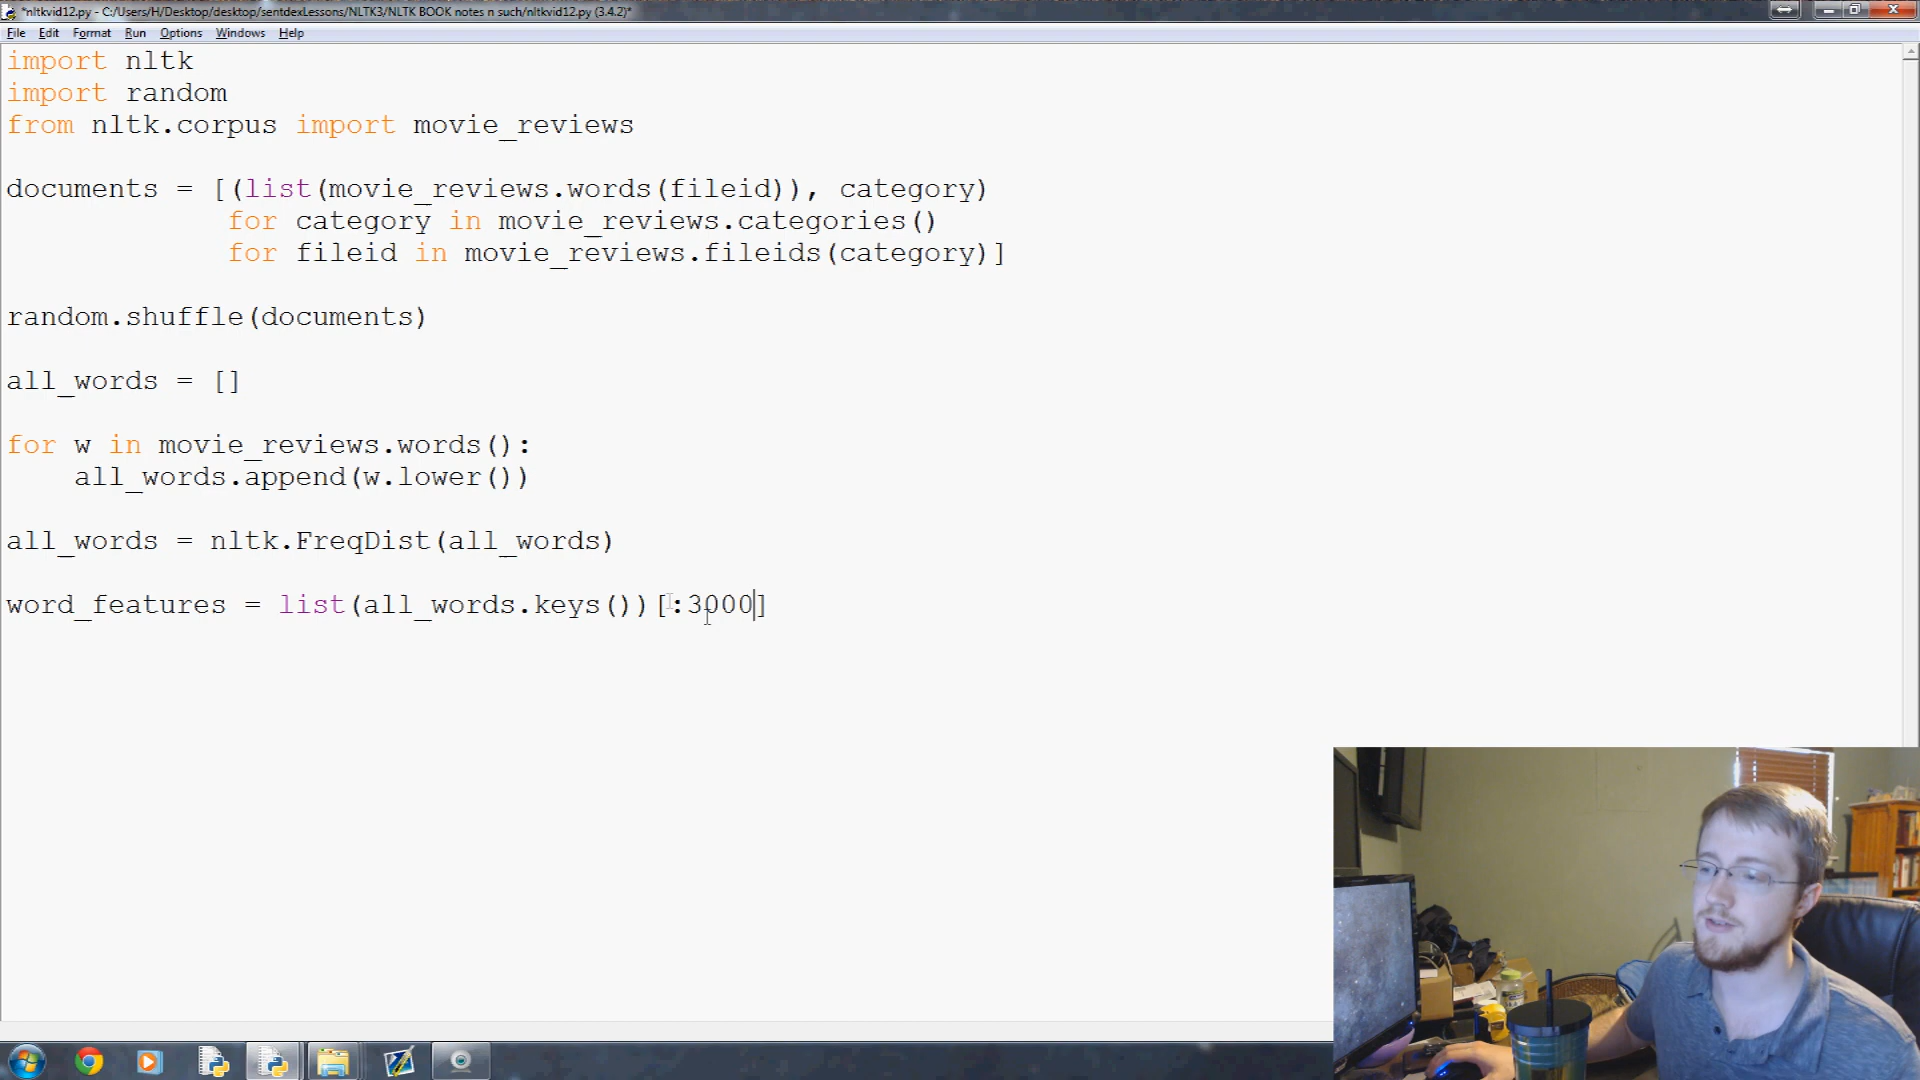 *nltkvid12.py - C:/Users/H/Desktop/desktop/sentdexLessons/NLTK3/NLTK BOOK notes n such/nltkvid12.py (3.4.2)*
File Edit Format Run Options Windows Help
import nltk
import random
from nltk.corpus import movie_reviews
documents = [(list(movie_reviews.words(fileid)), category)
for category in movie_reviews.categories()
for fileid in movie_reviews.fileids(category)]
random.shuffle(documents)
all_words = []
for w in movie_reviews.words():
all_words.append(w.lower())
all_words = nltk.FreqDist(all_words)
word_features = list(all_words.keys())[:3000]